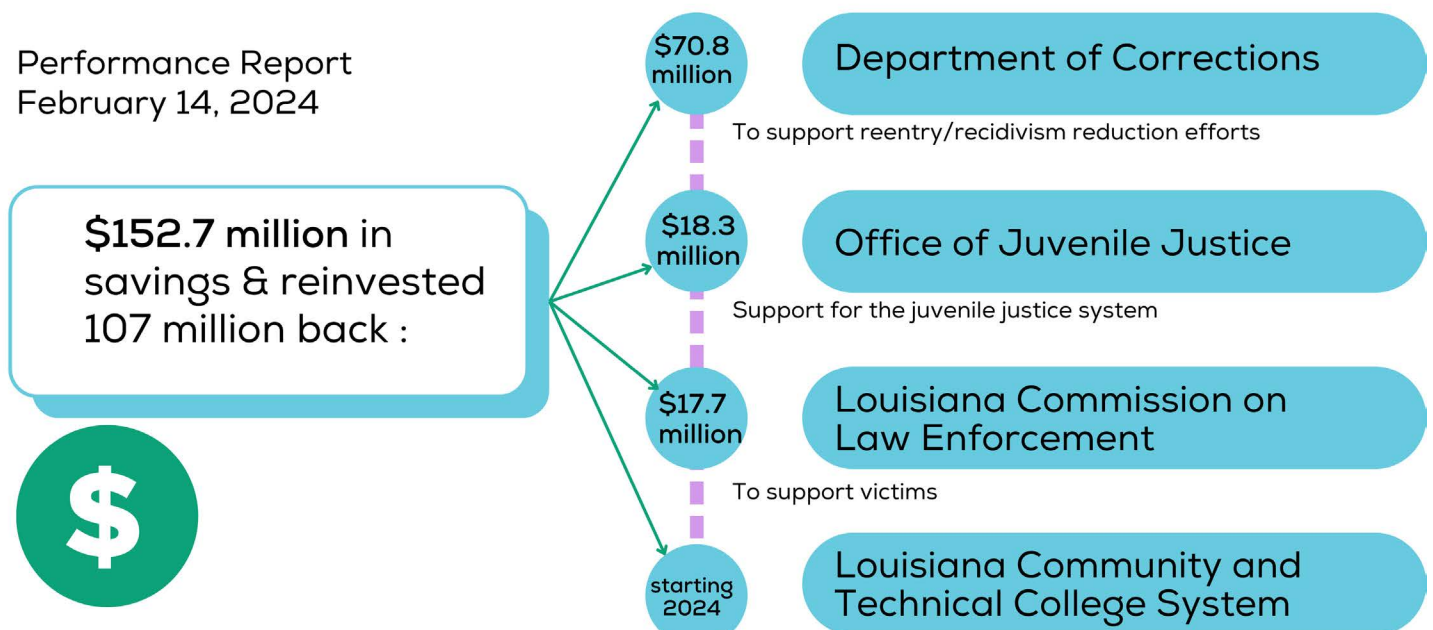 Performance Report
February 14, 2024
$152.7 million in
savings & reinvested
107 million back :
$
$70.8
million
Department of Corrections
To support reentry/recidivism reduction efforts
$18.3
million
Office of Juvenile Justice
Support for the juvenile justice system
$17.7
million
Louisiana Commission on
Law Enforcement
To support victims
starting
2024
Louisiana Community and
Technical College System